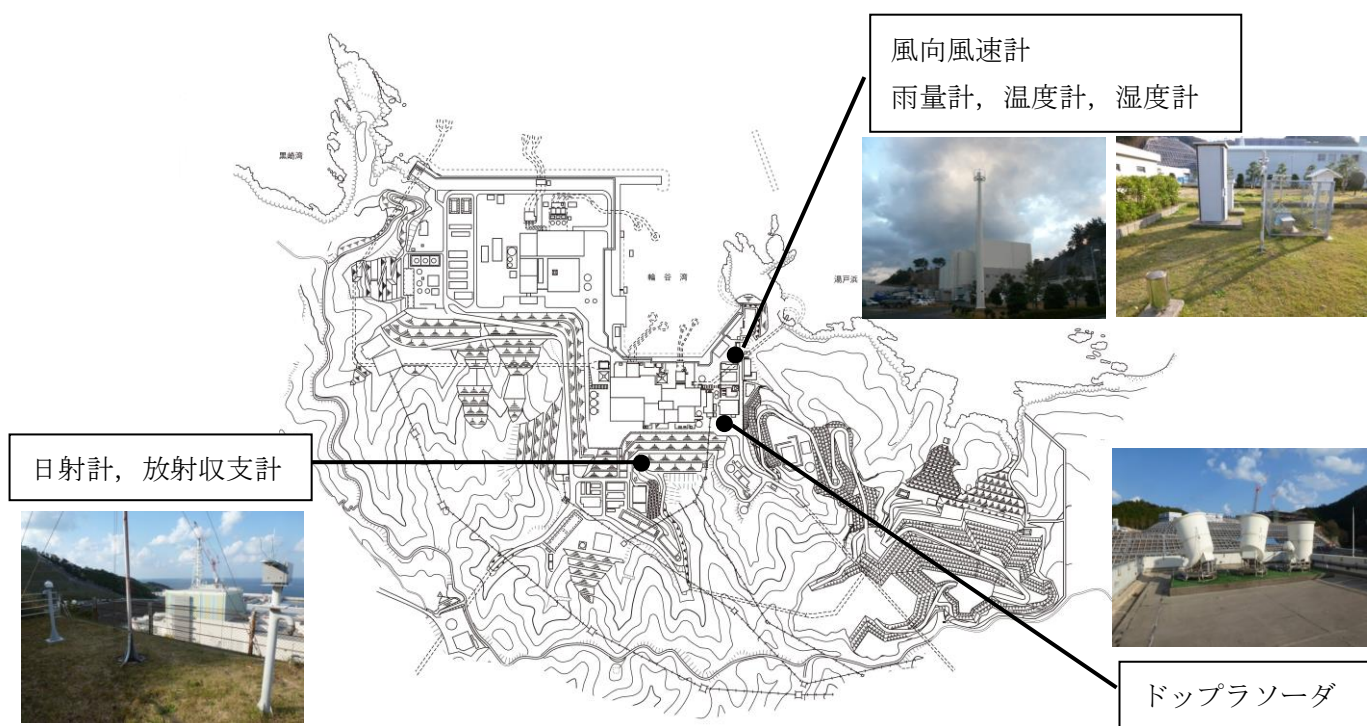 風向風速計
雨量計，温度計，湿度計
黒崎湾
輪谷湾
湯戸浜
日射計，放射収支計
ドップラソーダ